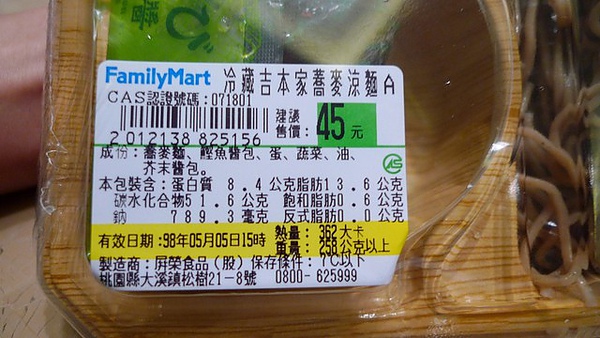 び
FamilyMart 冷藏吉本家蕎麥涼麵A
CAS認證號碼:071801
建議
售價: 45元
2 012138 825156
成份:蕎麥麵、鰹魚醬包、蛋、蔬菜、油、
芥末醬包。
本包裝含:蛋白質 8.4公克脂肪13.6公克
碳水化合物51.6公克 飽和脂肪0.6公克
鈉 789.3毫克 反式脂肪0.0公克
有效日期:98年05月05日15時 熱量: 362大卡
重量: 258公克以上
製造商:屏榮食品(股) 保存條件:7℃以下
桃園縣大溪鎮松樹21-8號 0800-625999